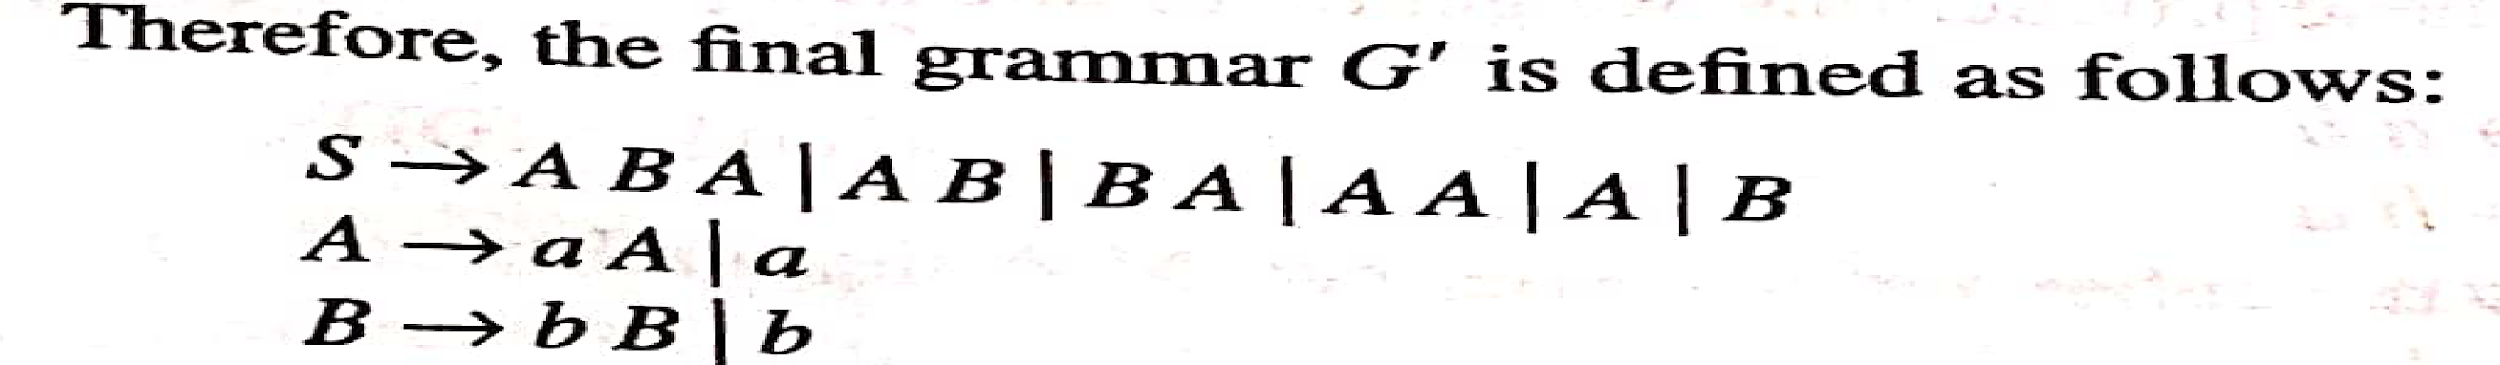 Therefore, the final grammar G′ is defined as follows:
S → A B A | A B | B A | A A | A | B
A → a A | a
B → b B | b